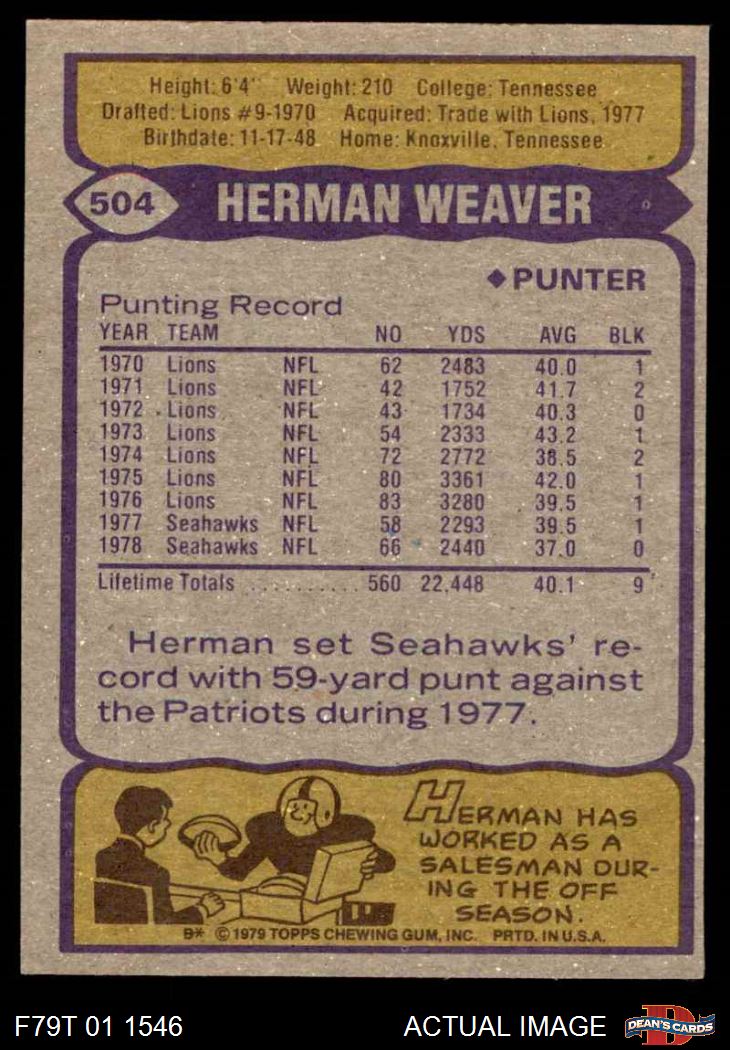 Height: 6'4" Weight: 210 College: Tennessee
Drafted: Lions #9-1970 Acquired: Trade with Lions, 1977
Birthdate: 11-17-48 Home: Knoxville, Tennessee
504 HERMAN WEAVER
◆ PUNTER
Punting Record
YEAR TEAM NO YDS AVG BLK
1970 Lions NFL 62 2483 40.0 1
1971 Lions NFL 42 1752 41.7 2
1972 Lions NFL 43 1734 40.3 0
1973 Lions NFL 54 2333 43.2 1
1974 Lions NFL 72 2772 38.5 2
1975 Lions NFL 80 3361 42.0 1
1976 Lions NFL 83 3280 39.5 1
1977 Seahawks NFL 58 2293 39.5 1
1978 Seahawks NFL 66 2440 37.0 0
Lifetime Totals .......... 560 22,448 40.1 9
Herman set Seahawks' re-
cord with 59-yard punt against
the Patriots during 1977.
HERMAN HAS
WORKED AS A
SALESMAN DUR-
ING THE OFF
SEASON.
B* © 1979 TOPPS CHEWING GUM, INC. PRTD. IN U.S.A.
F79T 01 1546 ACTUAL IMAGE D DEAN'S CARDS